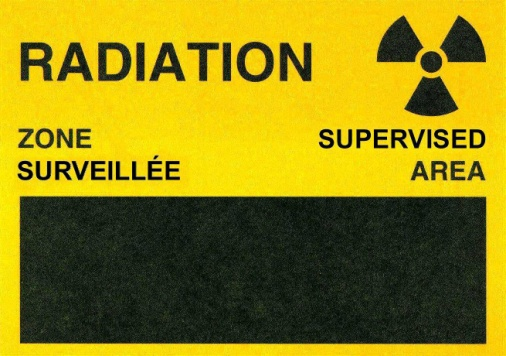 RADIATION
ZONE
SURVEILLÉE
SUPERVISED
AREA